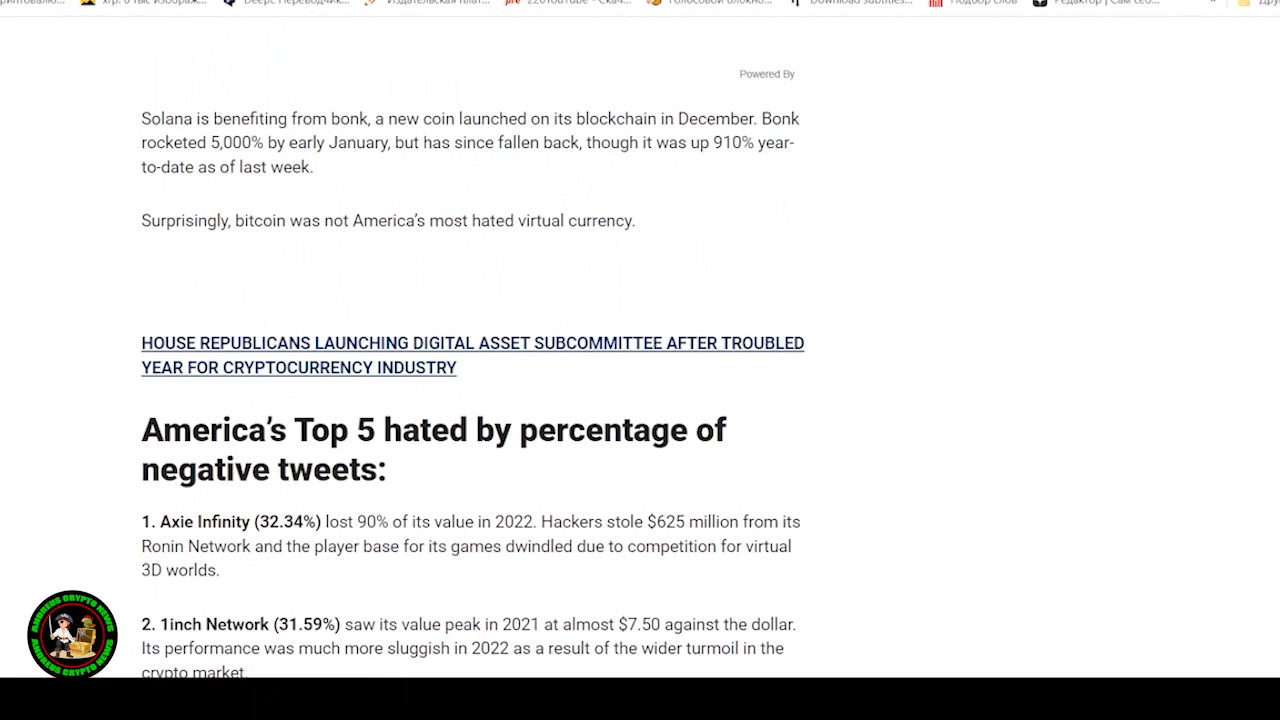 Powered By
Solana is benefiting from bonk, a new coin launched on its blockchain in December. Bonk
rocketed 5,000% by early January, but has since fallen back, though it was up 910% year-
to-date as of last week.
Surprisingly, bitcoin was not America's most hated virtual currency.
HOUSE REPUBLICANS LAUNCHING DIGITAL ASSET SUBCOMMITTEE AFTER TROUBLED
YEAR FOR CRYPTOCURRENCY INDUSTRY
America's Top 5 hated by percentage of
negative tweets:
1. Axie Infinity (32.34%) lost 90% of its value in 2022. Hackers stole $625 million from its
Ronin Network and the player base for its games dwindled due to competition for virtual
3D worlds.
2. 1inch Network (31.59%) saw its value peak in 2021 at almost $7.50 against the dollar.
Its performance was much more sluggish in 2022 as a result of the wider turmoil in the
crypto market.
ANDREUS CRYPTO NEWS
ANDREUS CRYPTO NEWS